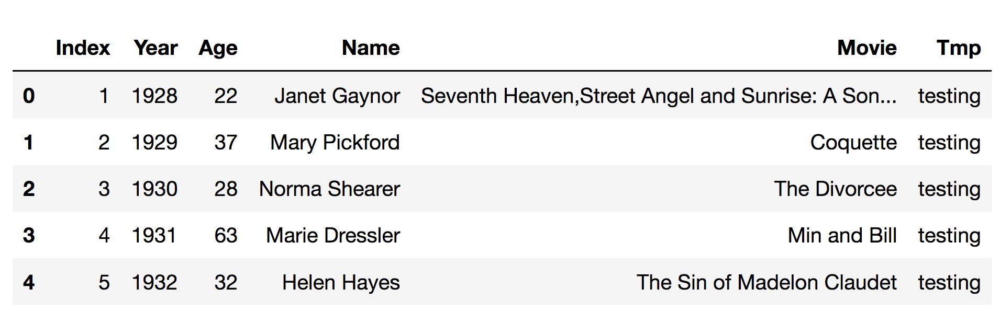 Index Year Age Name Movie Tmp
0 1 1928 22 Janet Gaynor Seventh Heaven,Street Angel and Sunrise: A Son... testing
1 2 1929 37 Mary Pickford Coquette testing
2 3 1930 28 Norma Shearer The Divorcee testing
3 4 1931 63 Marie Dressler Min and Bill testing
4 5 1932 32 Helen Hayes The Sin of Madelon Claudet testing